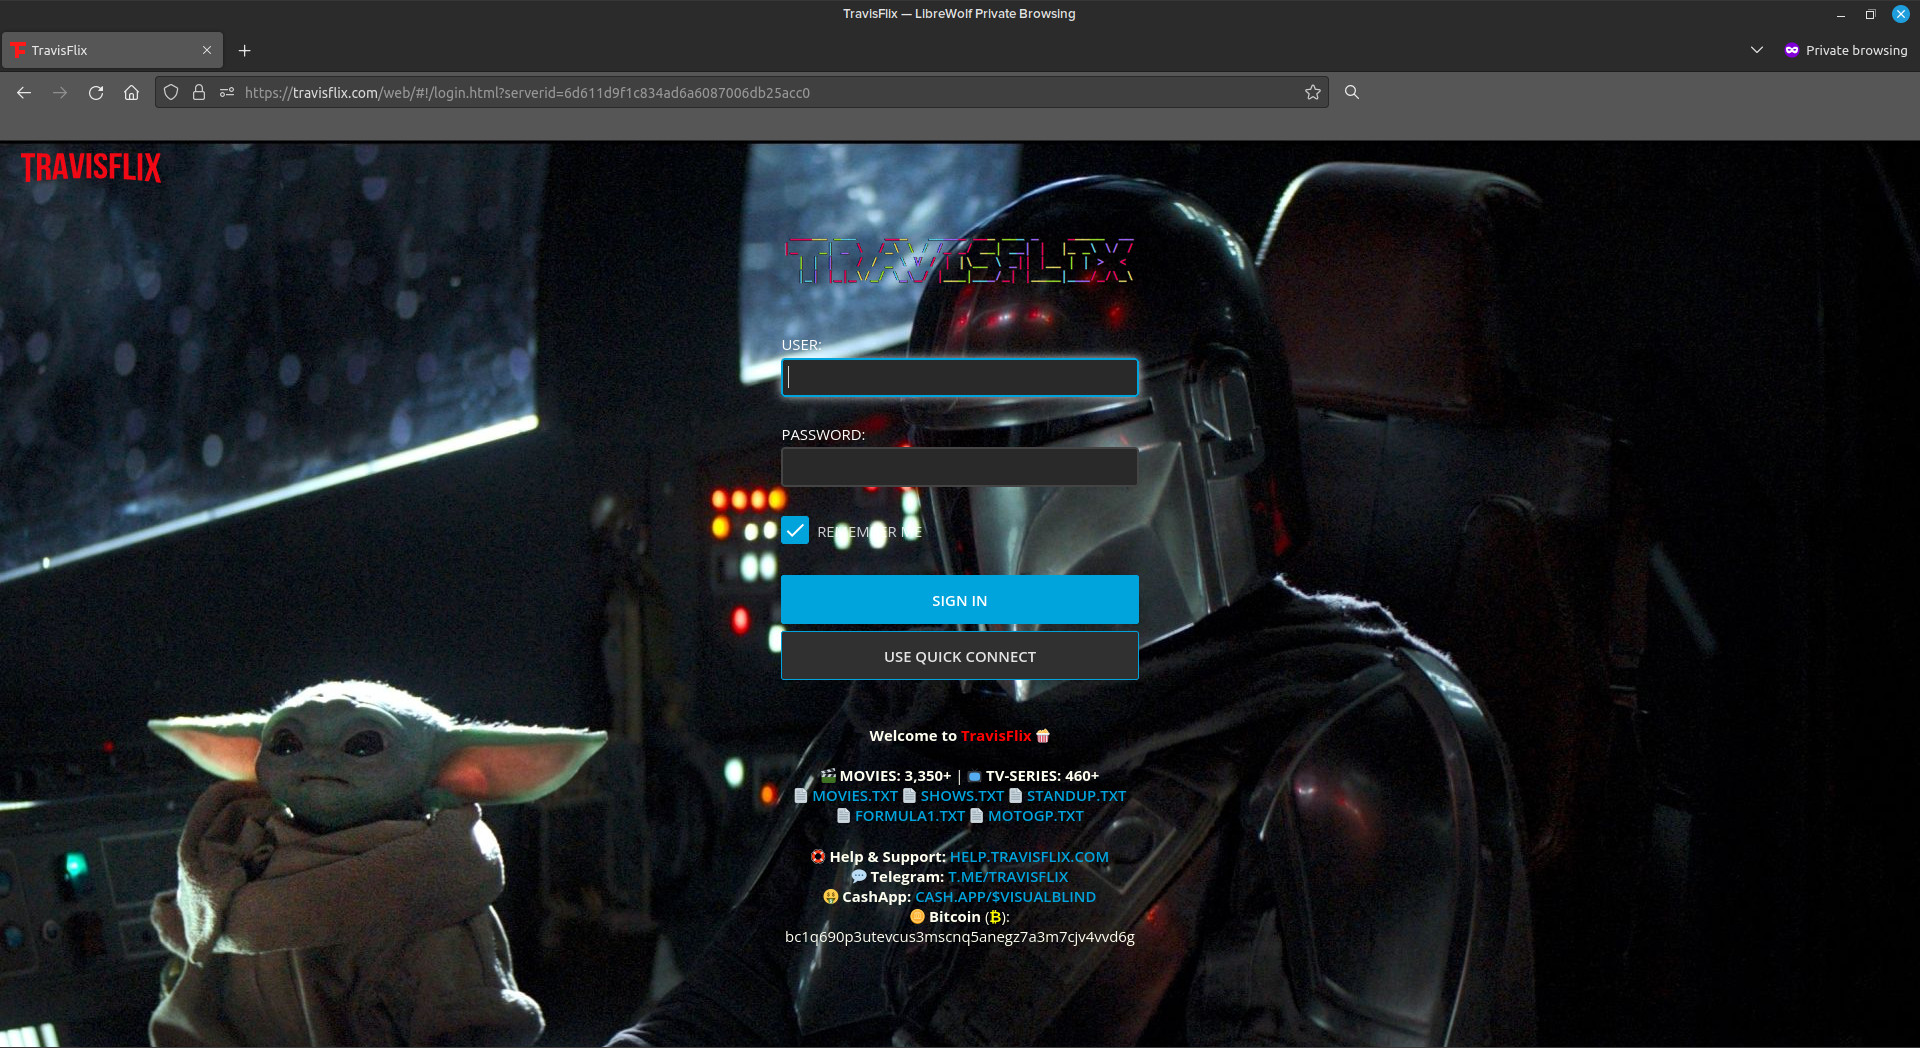 TravisFlix — LibreWolf Private Browsing
TravisFlix
Private browsing
https://travisflix.com/web/#!/login.html?serverid=6d611d9f1c834ad6a6087006db25acc0
TRAVISFLIX
TRAVISFLIX
USER:
PASSWORD:
REMEMBER ME
SIGN IN
USE QUICK CONNECT
Welcome to TravisFlix 🍿
🎬 MOVIES: 3,350+ | 📺 TV-SERIES: 460+
📄 MOVIES.TXT 📄 SHOWS.TXT 📄 STANDUP.TXT
📄 FORMULA1.TXT 📄 MOTOGP.TXT
🛟 Help & Support: HELP.TRAVISFLIX.COM
💬 Telegram: T.ME/TRAVISFLIX
🤑 CashApp: CASH.APP/$VISUALBLIND
🪙 Bitcoin (₿):
bc1q690p3utevcus3mscnq5anegz7a3m7cjv4vvd6g